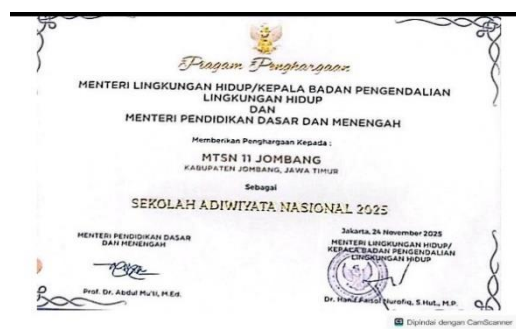 Piagam Penghargaan
MENTERI LINGKUNGAN HIDUP/KEPALA BADAN PENGENDALIAN
LINGKUNGAN HIDUP
DAN
MENTERI PENDIDIKAN DASAR DAN MENENGAH
Memberikan Penghargaan Kepada :
MTSN 11 JOMBANG
KABUPATEN JOMBANG, JAWA TIMUR
Sebagai
SEKOLAH ADIWIYATA NASIONAL 2025
MENTERI PENDIDIKAN DASAR
DAN MENENGAH
Prof. Dr. Abdul Mu'ti, M.Ed.
Jakarta, 24 November 2025
MENTERI LINGKUNGAN HIDUP/
KEPALA BADAN PENGENDALIAN
LINGKUNGAN HIDUP
Dr. Hanif Faisol Nurofiq, S.Hut., M.P.
Dipindai dengan CamScanner